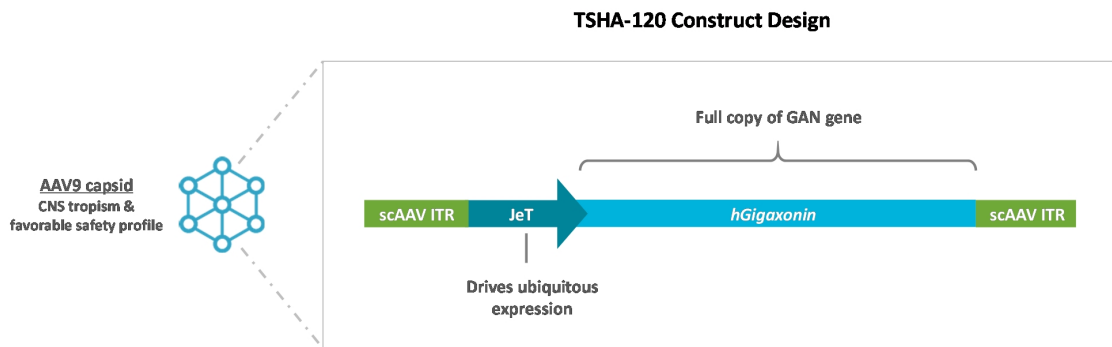 TSHA-120 Construct Design
Full copy of GAN gene
AAV9 capsid
CNS tropism &
favorable safety profile
scAAV ITR
JeT
hGigaxonin
scAAV ITR
Drives ubiquitous
expression